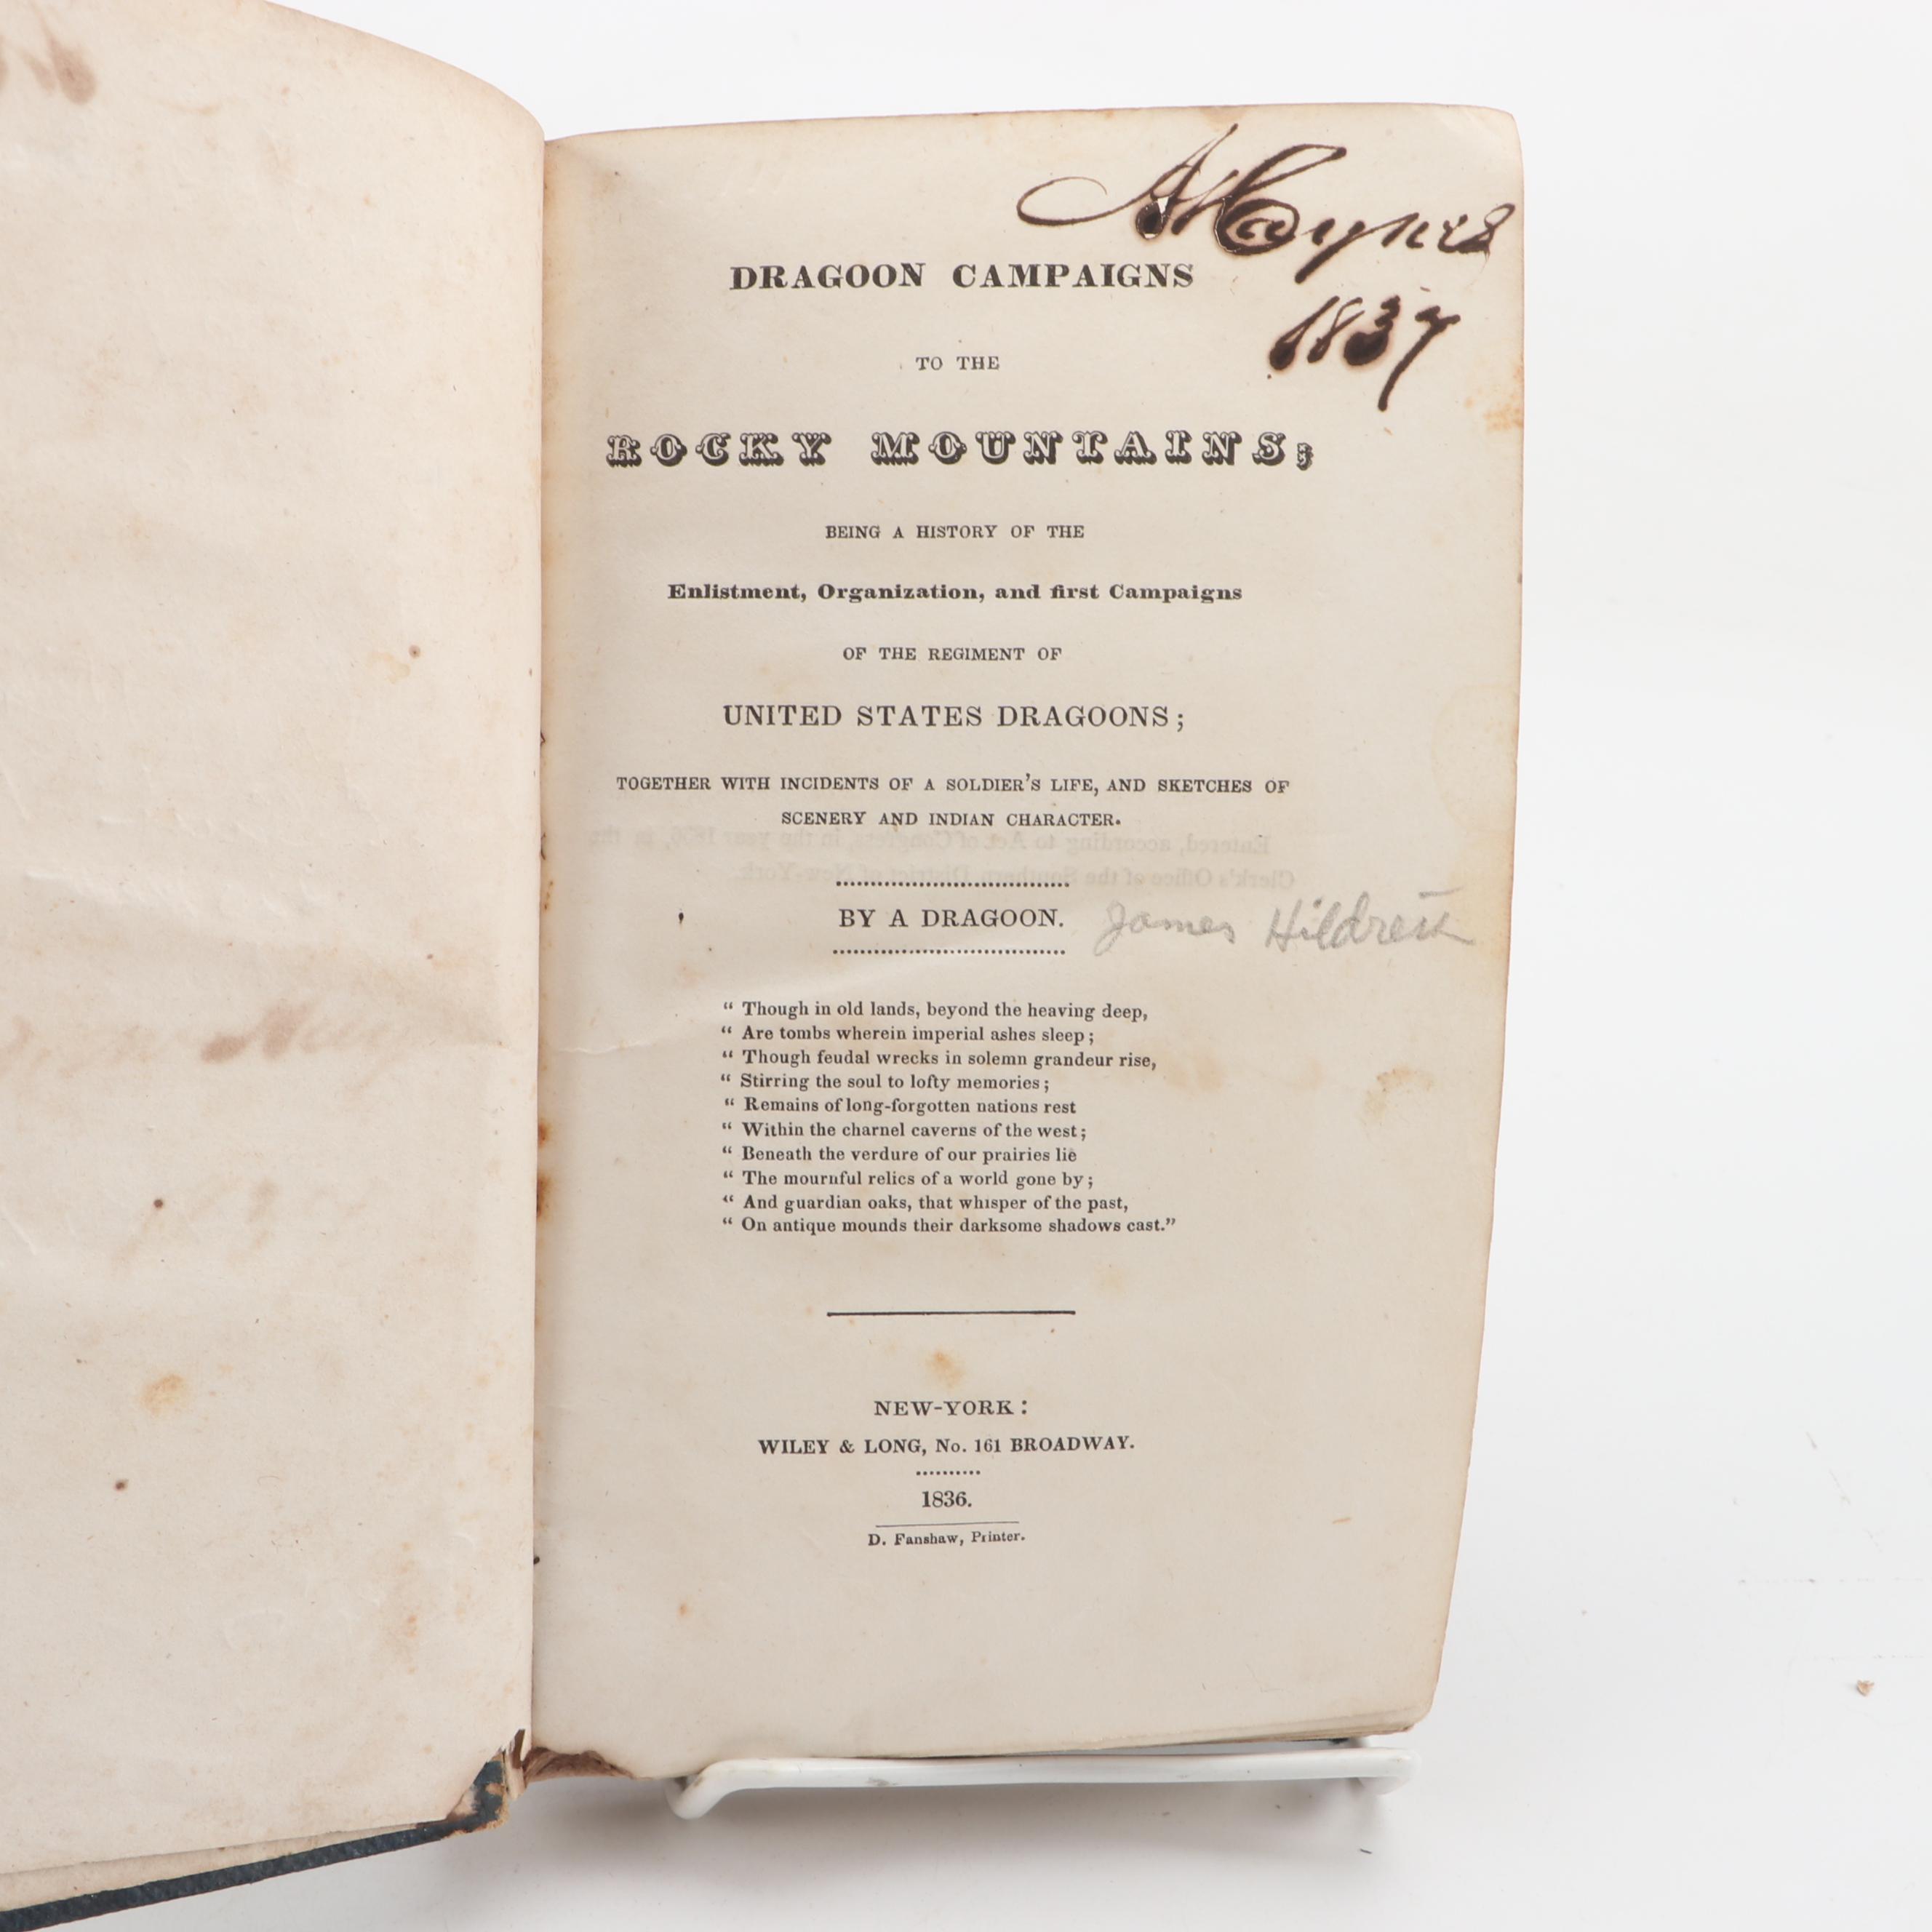 A Haynes
1837
DRAGOON CAMPAIGNS
TO THE
ROCKY MOUNTAINS;
BEING A HISTORY OF THE
Enlistment, Organization, and first Campaigns
OF THE REGIMENT OF
UNITED STATES DRAGOONS;
TOGETHER WITH INCIDENTS OF A SOLDIER'S LIFE, AND SKETCHES OF
SCENERY AND INDIAN CHARACTER.
BY A DRAGOON. James Hildreth
“ Though in old lands, beyond the heaving deep,
“ Are tombs wherein imperial ashes sleep;
“ Though feudal wrecks in solemn grandeur rise,
“ Stirring the soul to lofty memories;
“ Remains of long-forgotten nations rest
“ Within the charnel caverns of the west;
“ Beneath the verdure of our prairies lie
“ The mournful relics of a world gone by;
“ And guardian oaks, that whisper of the past,
“ On antique mounds their darksome shadows cast.”
NEW-YORK:
WILEY & LONG, No. 161 BROADWAY.
1836.
D. Fanshaw, Printer.